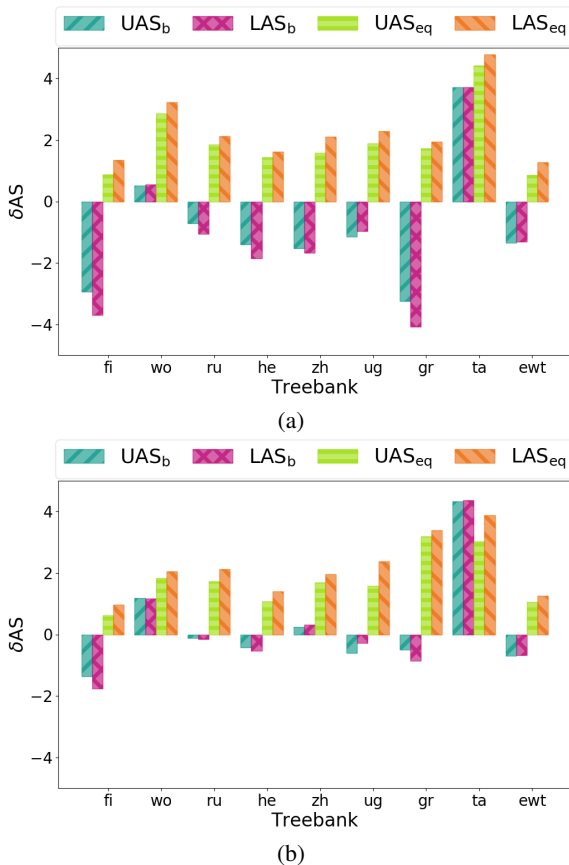 UAS_b LAS_b UAS_eq LAS_eq
4
2
0
−2
−4
δAS
fi wo ru he zh ug gr ta ewt
Treebank
(a)
UAS_b LAS_b UAS_eq LAS_eq
4
2
0
−2
−4
δAS
fi wo ru he zh ug gr ta ewt
Treebank
(b)